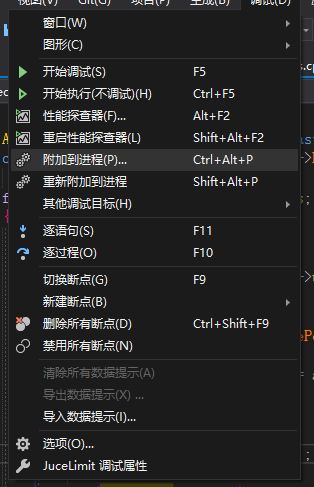 视图(V) Git(G) 项目(P) 生成(B) 调试(D)
窗口(W)
图形(C)
开始调试(S) F5
开始执行(不调试)(H) Ctrl+F5
性能探查器(F)... Alt+F2
重启性能探查器(L) Shift+Alt+F2
附加到进程(P)... Ctrl+Alt+P
重新附加到进程 Shift+Alt+P
其他调试目标(H)
逐语句(S) F11
逐过程(O) F10
切换断点(G) F9
新建断点(B)
删除所有断点(D) Ctrl+Shift+F9
禁用所有断点(N)
清除所有数据提示(A)
导出数据提示(X) ...
导入数据提示(I)...
选项(O)...
JuceLimit 调试属性